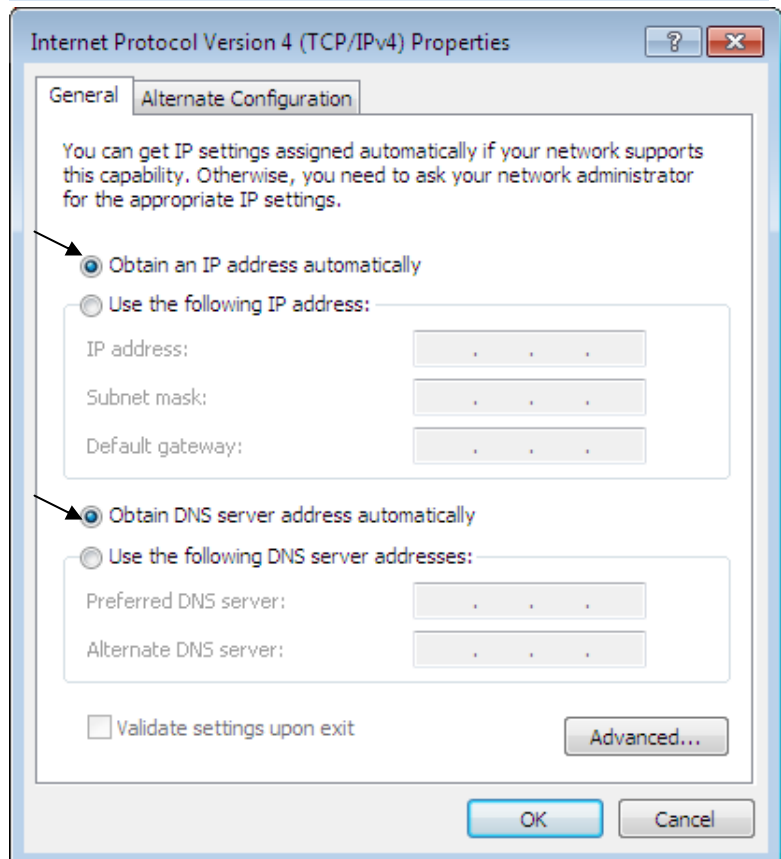 Internet Protocol Version 4 (TCP/IPv4) Properties
General
Alternate Configuration
You can get IP settings assigned automatically if your network supports
this capability. Otherwise, you need to ask your network administrator
for the appropriate IP settings.
Obtain an IP address automatically
Use the following IP address:
IP address:
Subnet mask:
Default gateway:
Obtain DNS server address automatically
Use the following DNS server addresses:
Preferred DNS server:
Alternate DNS server:
Validate settings upon exit
Advanced...
OK
Cancel